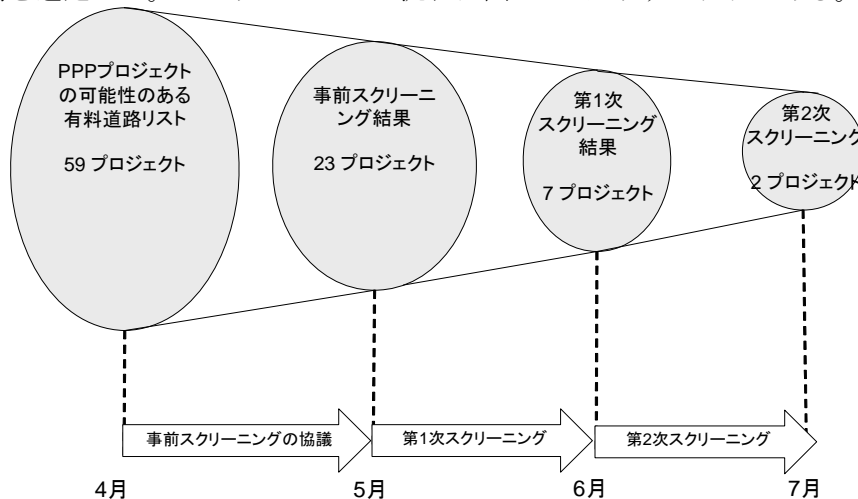 PPPプロジェクト
の可能性のある
有料道路リスト
59 プロジェクト
事前スクリーニ
ング結果
23 プロジェクト
第1次
スクリーニング
結果
7 プロジェクト
第2次
スクリーニング
2 プロジェクト
事前スクリーニングの協議
第1次スクリーニング
第2次スクリーニング
4月
5月
6月
7月